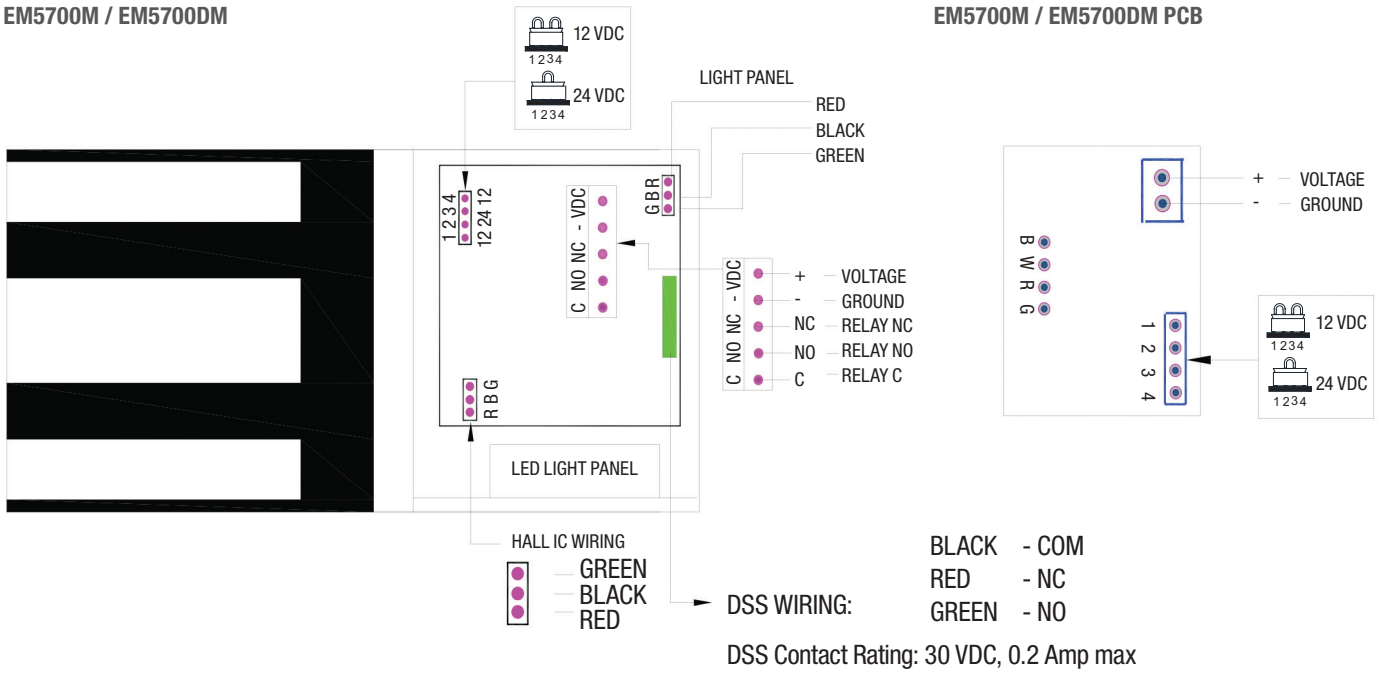 EM5700M / EM5700DM
12 VDC
1234
24 VDC
1234
LIGHT PANEL
RED
BLACK
GREEN
1 2 3 4
12 24 12
G B R
C NO NC - VDC
R B G
LED LIGHT PANEL
C NO NC - VDC
+ VOLTAGE
- GROUND
NC RELAY NC
NO RELAY NO
C RELAY C
HALL IC WIRING
GREEN
BLACK
RED
DSS WIRING:
BLACK - COM
RED - NC
GREEN - NO
DSS Contact Rating: 30 VDC, 0.2 Amp max
EM5700M / EM5700DM PCB
+ VOLTAGE
- GROUND
B W R G
1 2 3 4
12 VDC
1234
24 VDC
1234